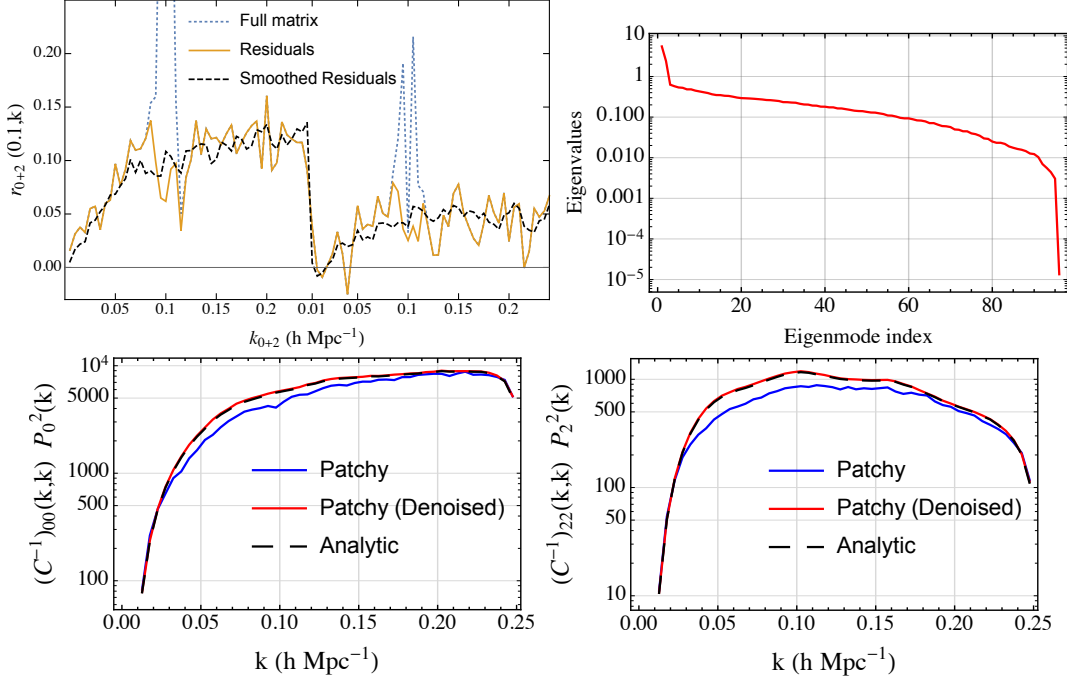 Full matrix
Residuals
Smoothed Residuals
r₀₊₂ (0.1,k)
0.20
0.15
0.10
0.05
0.00
0.05 0.1 0.15 0.2 0.01 0.05 0.1 0.15 0.2
k₀₊₂ (h Mpc⁻¹)
Eigenvalues
10
1
0.100
0.010
0.001
10⁻⁴
10⁻⁵
0 20 40 60 80
Eigenmode index
(C⁻¹)₀₀(k,k) P₀²(k)
10⁴
5000
1000
500
100
Patchy
Patchy (Denoised)
Analytic
0.00 0.05 0.10 0.15 0.20 0.25
k (h Mpc⁻¹)
(C⁻¹)₂₂(k,k) P₂²(k)
1000
500
100
50
10
Patchy
Patchy (Denoised)
Analytic
0.00 0.05 0.10 0.15 0.20 0.25
k (h Mpc⁻¹)